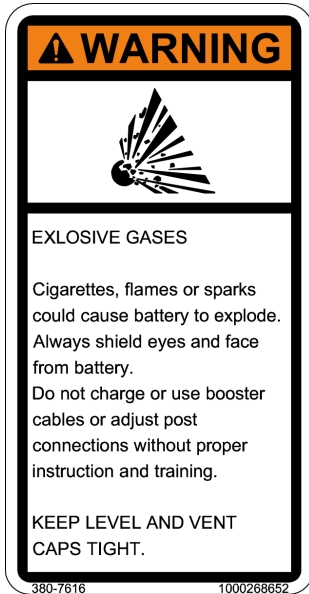 WARNING
EXLOSIVE GASES
Cigarettes, flames or sparks
could cause battery to explode.
Always shield eyes and face
from battery.
Do not charge or use booster
cables or adjust post
connections without proper
instruction and training.
KEEP LEVEL AND VENT
CAPS TIGHT.
380-7616 1000268652